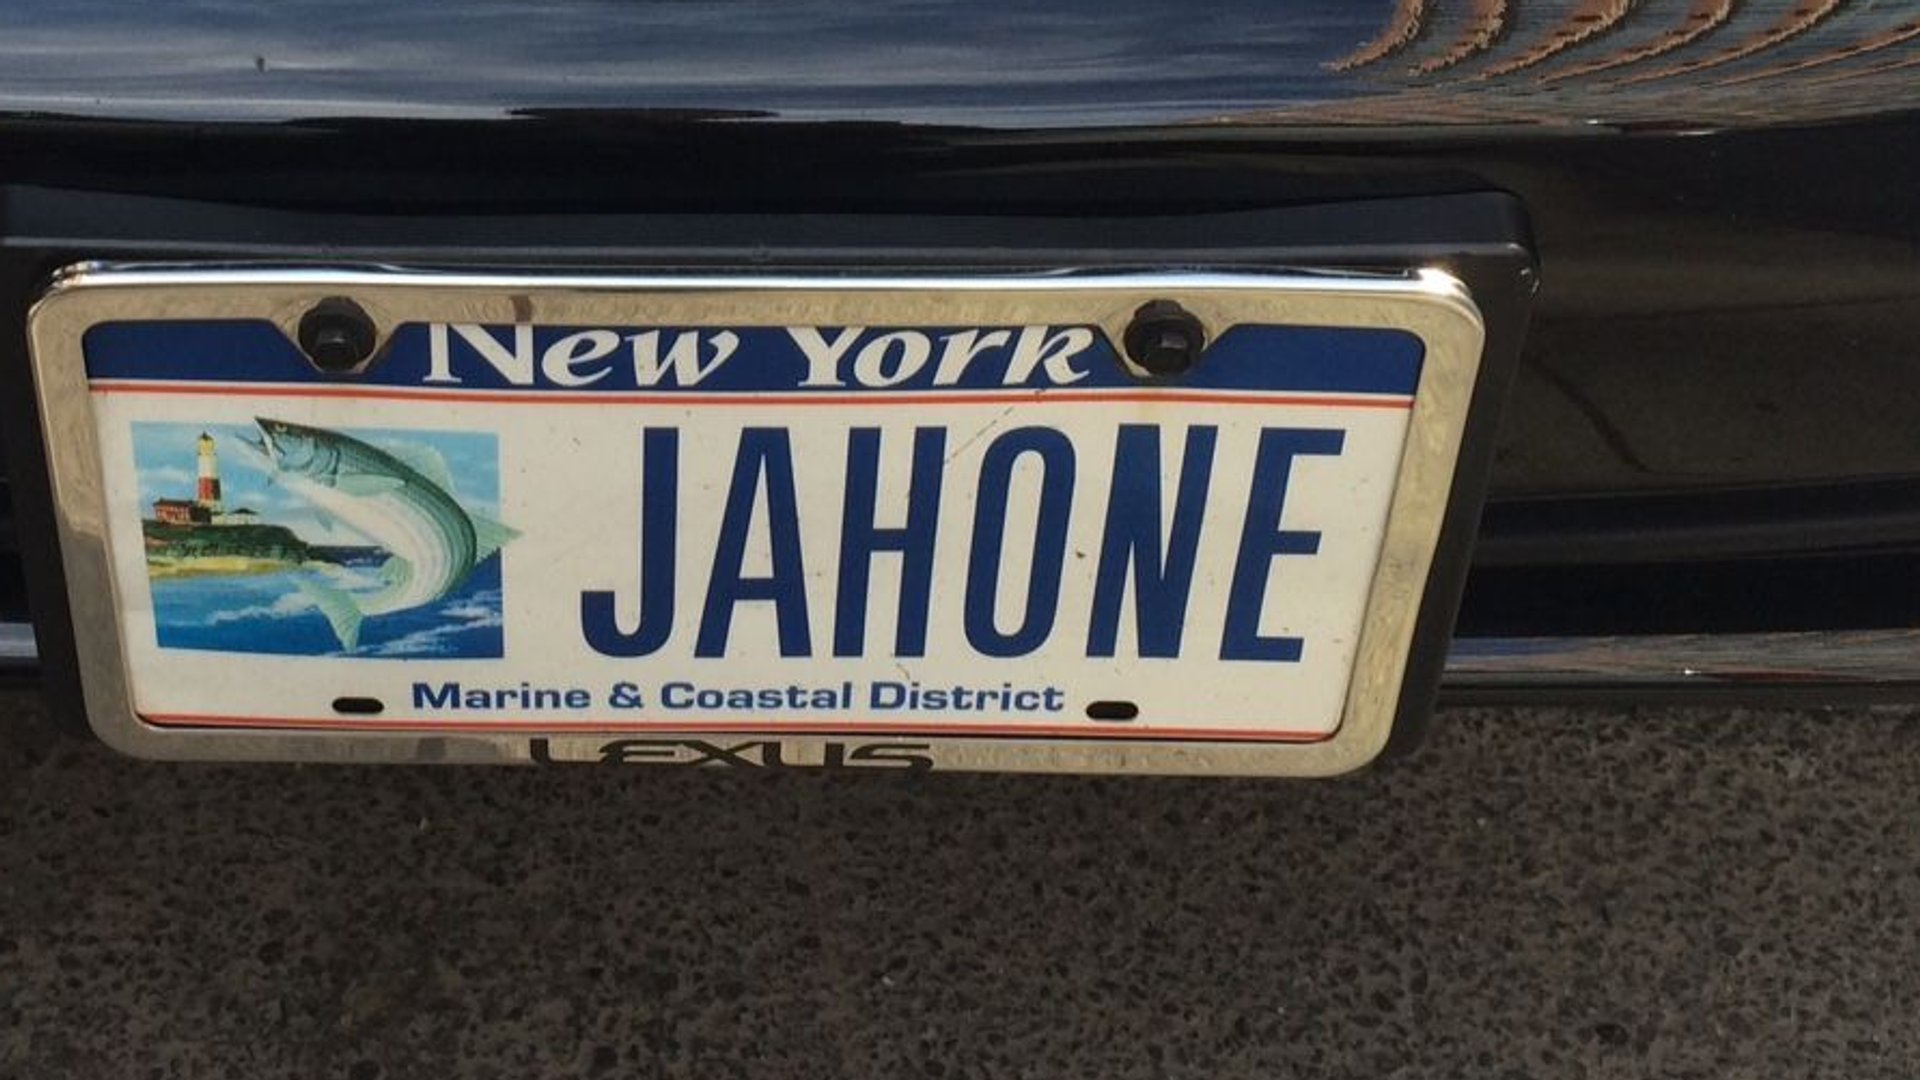 New York
JAHONE
Marine & Coastal District
LEXUS